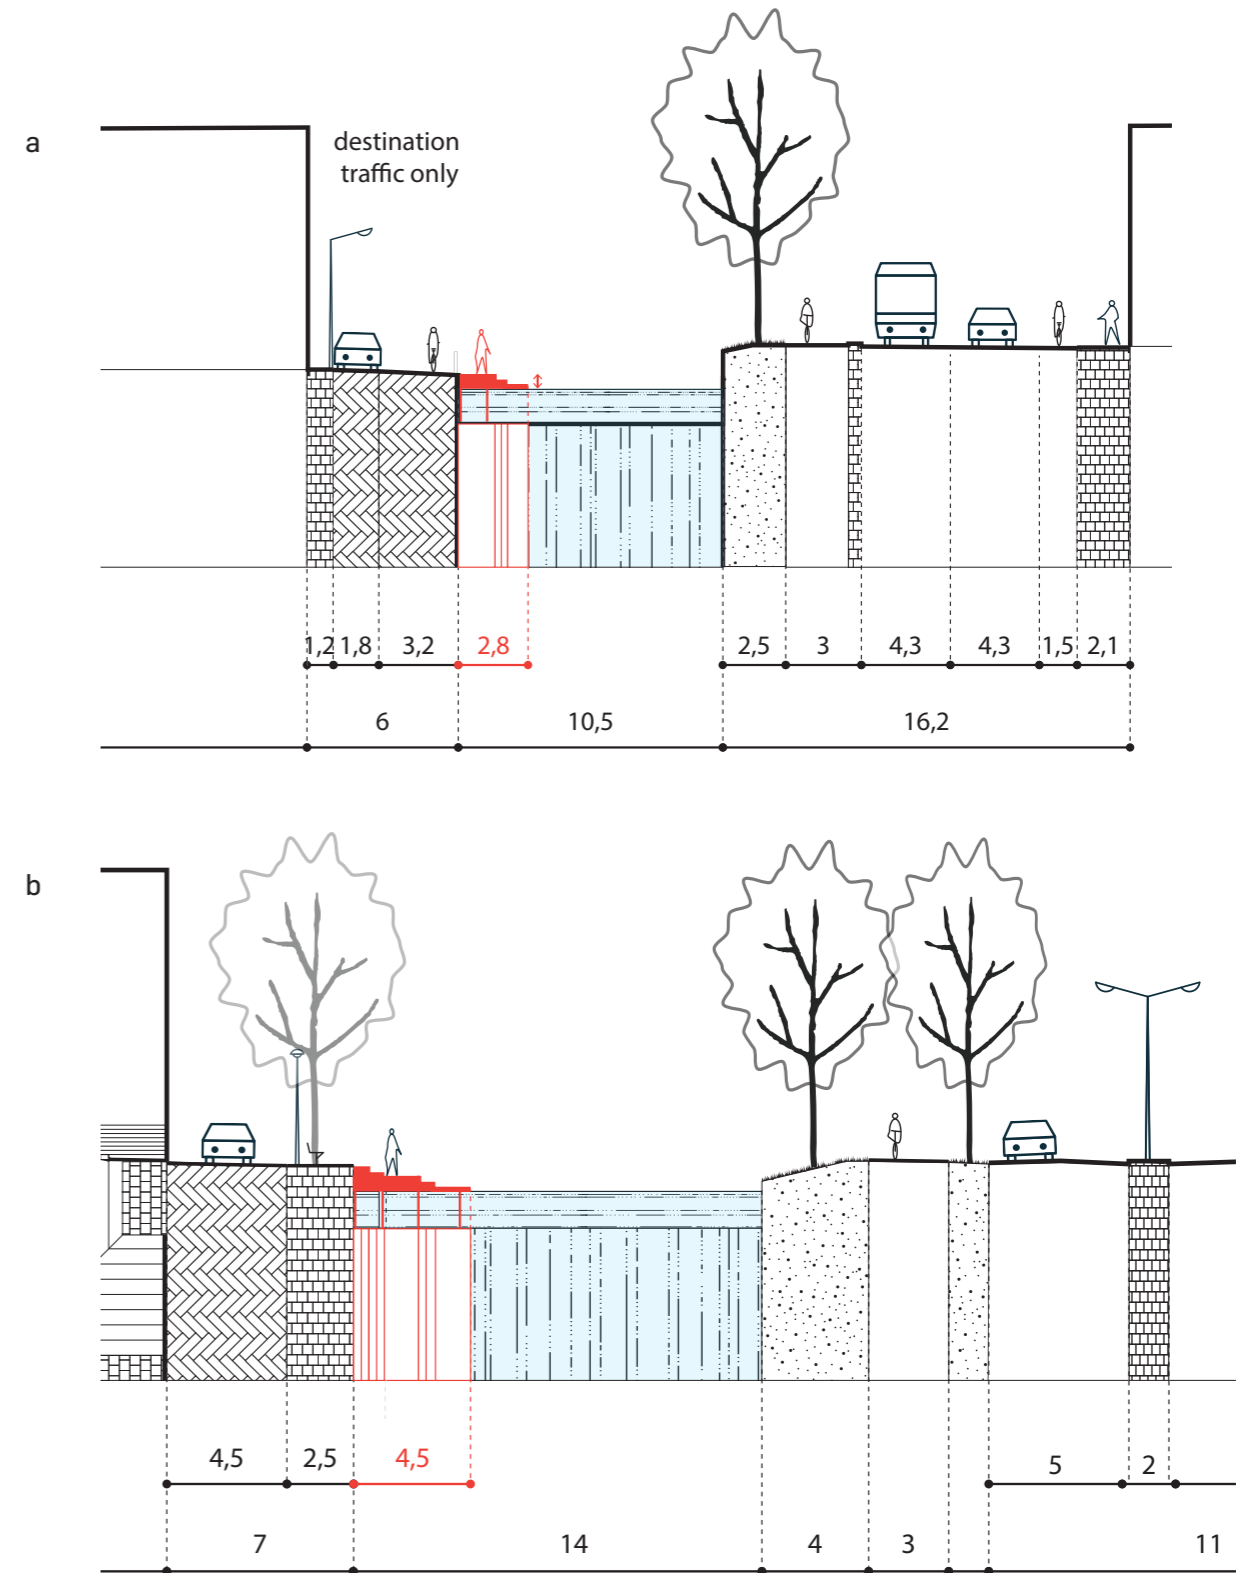 a
destination
traffic only
1,2 1,8 3,2 2,8 2,5 3 4,3 4,3 1,5 2,1
6 10,5 16,2
b
4,5 2,5 4,5 5 2
7 14 4 3 11